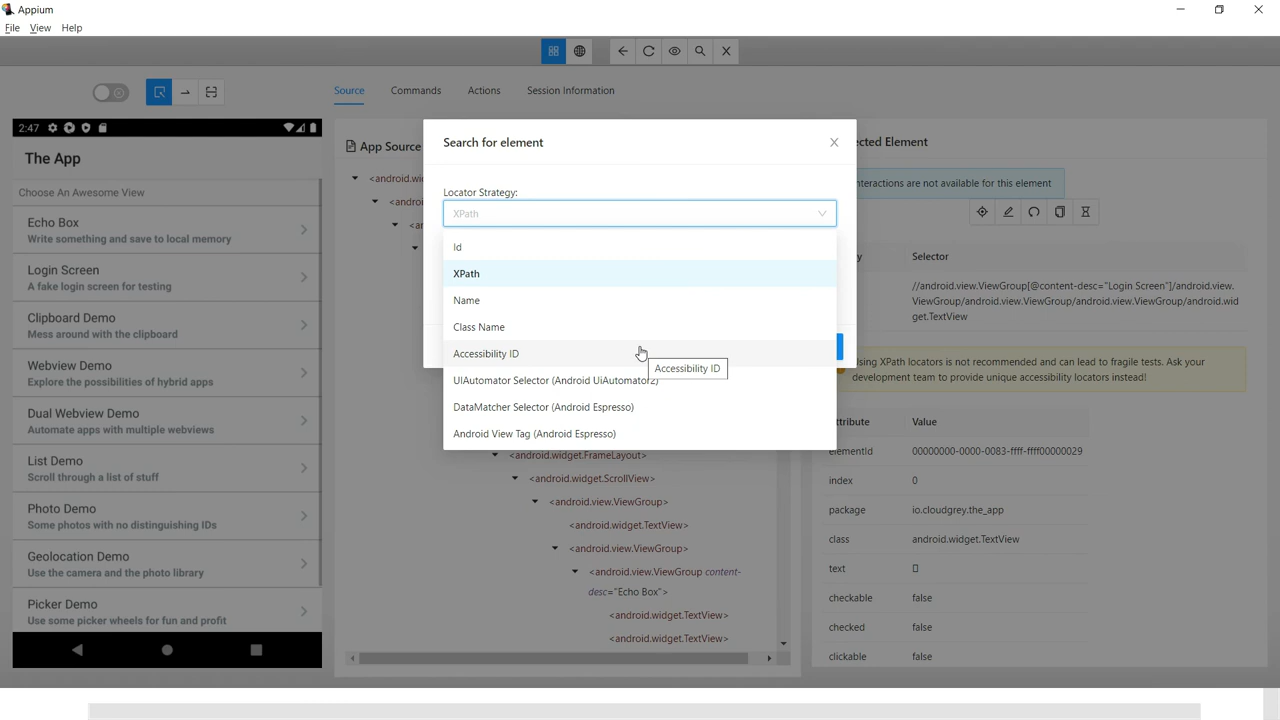 Appium
File View Help
Source Commands Actions Session Information
2:47
The App
Choose An Awesome View
Echo Box
Write something and save to local memory
Login Screen
A fake login screen for testing
Clipboard Demo
Mess around with the clipboard
Webview Demo
Explore the possibilities of hybrid apps
Dual Webview Demo
Automate apps with multiple webviews
List Demo
Scroll through a list of stuff
Photo Demo
Some photos with no distinguishing IDs
Geolocation Demo
Use the camera and the photo library
Picker Demo
Use some picker wheels for fun and profit
App Source
<android.wi
<androi
<an
<
Search for element
Locator Strategy:
XPath
Id
XPath
Name
Class Name
Accessibility ID
Accessibility ID
UIAutomator Selector (Android UiAutomator2)
DataMatcher Selector (Android Espresso)
Android View Tag (Android Espresso)
<android.widget.FrameLayout>
<android.widget.ScrollView>
<android.view.ViewGroup>
<android.widget.TextView>
<android.view.ViewGroup>
<android.view.ViewGroup content-
desc="Echo Box">
<android.widget.TextView>
<android.widget.TextView>
ected Element
nteractions are not available for this element
y Selector
//android.view.ViewGroup[@content-desc="Login Screen"]/android.view.
ViewGroup/android.view.ViewGroup/android.view.ViewGroup/android.wid
get.TextView
sing XPath locators is not recommended and can lead to fragile tests. Ask your
development team to provide unique accessibility locators instead!
ttribute Value
elementId 00000000-0000-0083-ffff-ffff00000029
index 0
package io.cloudgrey.the_app
class android.widget.TextView
text
checkable false
checked false
clickable false